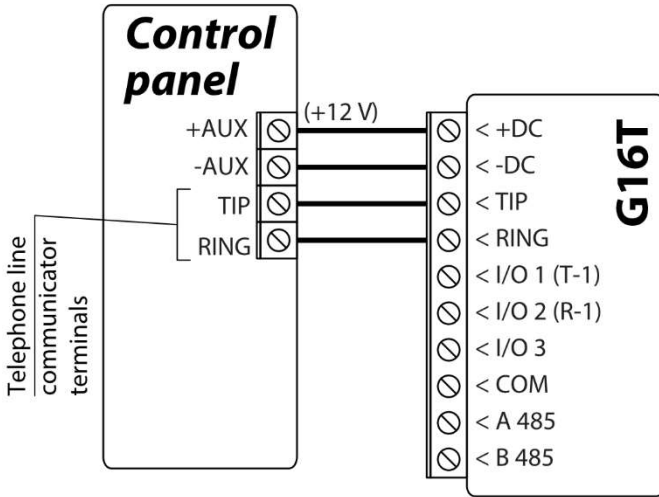 Control
panel
(+12 V)
+AUX
-AUX
TIP
RING
Telephone line
communicator
terminals
G16T
< +DC
< -DC
< TIP
< RING
< I/O 1 (T-1)
< I/O 2 (R-1)
< I/O 3
< COM
< A 485
< B 485